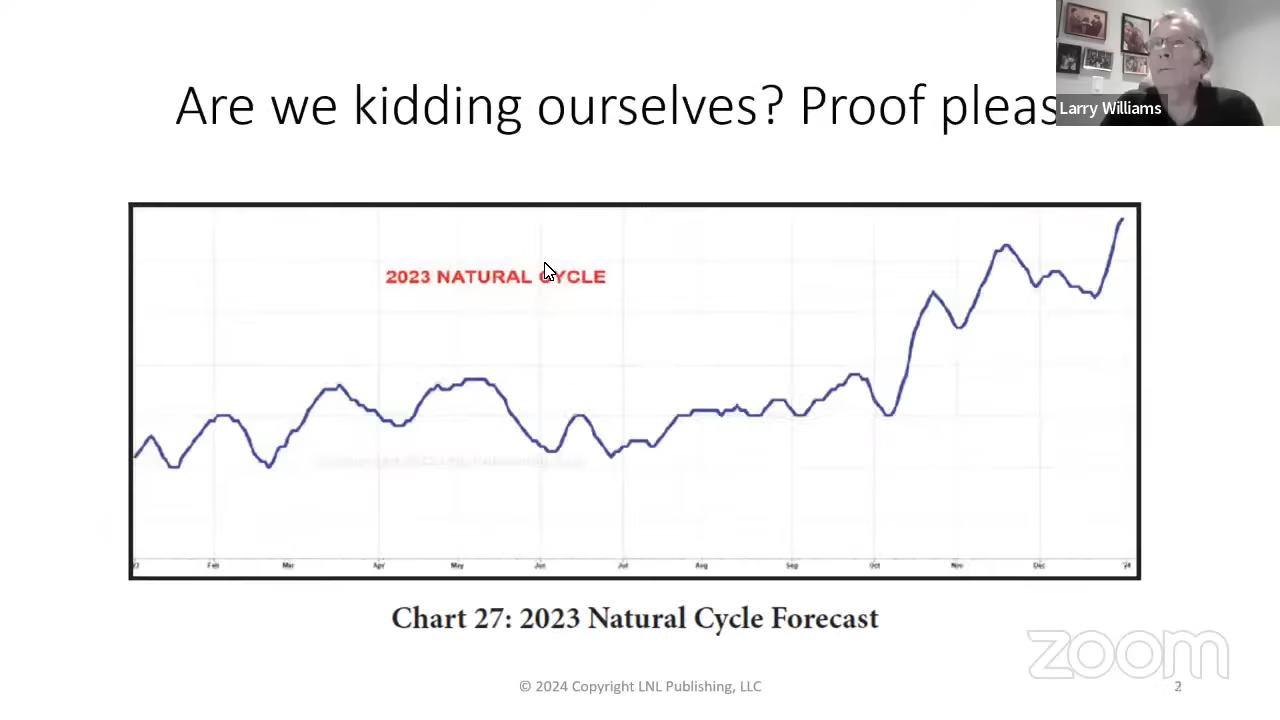 Are we kidding ourselves? Proof pleas
Larry Williams
2023 NATURAL CYCLE
Feb Mar Apr May Jun Jul Aug Sep Oct Nov Dec '24
Chart 27: 2023 Natural Cycle Forecast
zoom
© 2024 Copyright LNL Publishing, LLC
2